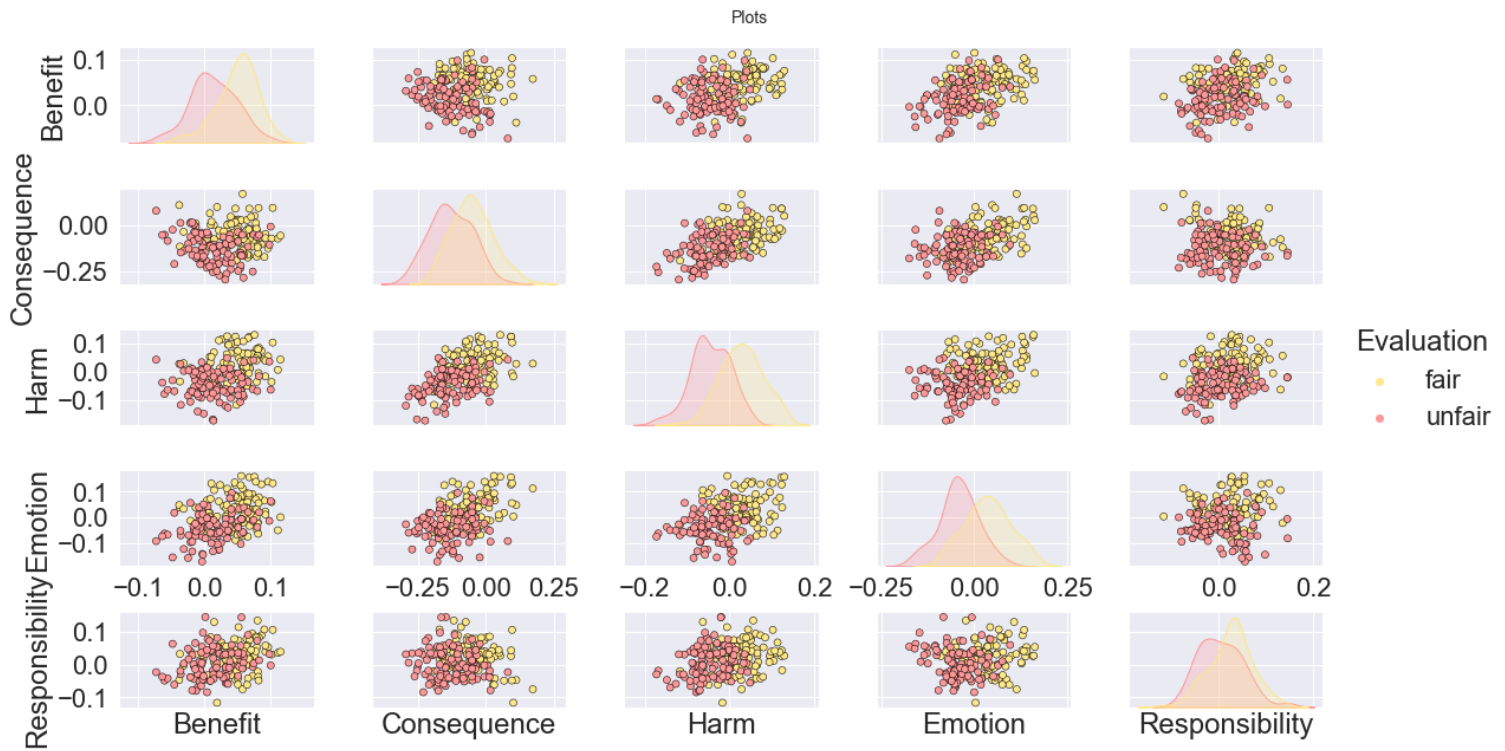 Plots
Benefit
0.1
0.0
Consequence
0.00
−0.25
Harm
0.1
0.0
−0.1
Emotion
0.1
0.0
−0.1
−0.1 0.0 0.1
−0.25 0.00 0.25
−0.2 0.0 0.2
−0.25 0.00 0.25
0.0 0.2
Responsibility
0.1
0.0
−0.1
Benefit
Consequence
Harm
Emotion
Responsibility
Evaluation
fair
unfair